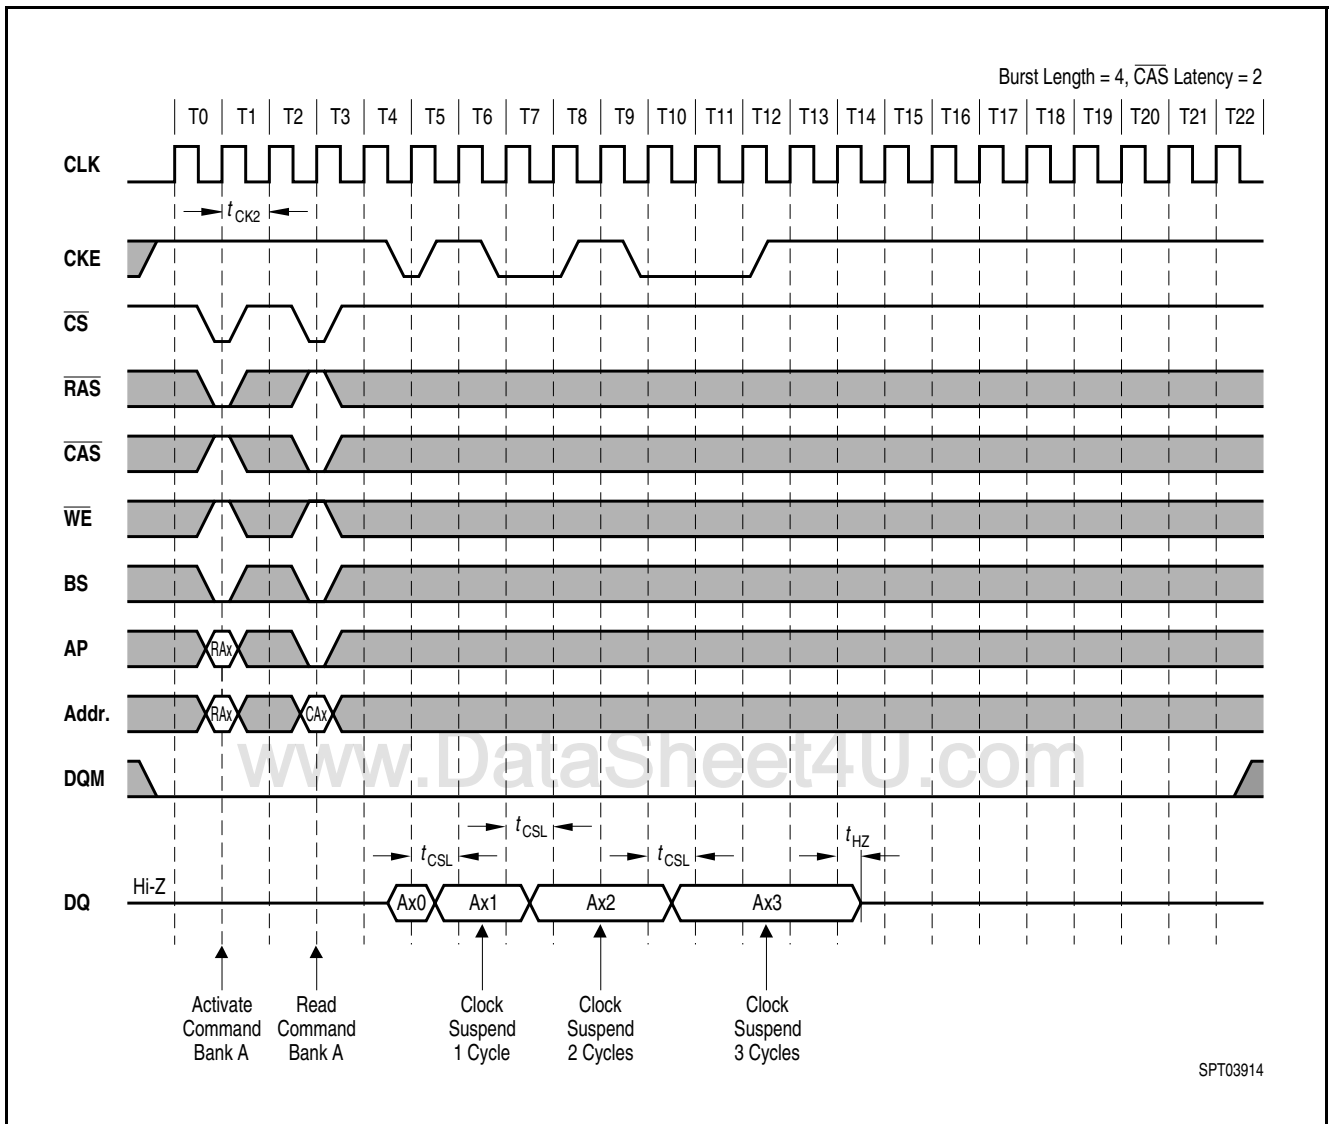 Burst Length = 4, CAS Latency = 2
T0 T1 T2 T3 T4 T5 T6 T7 T8 T9 T10 T11 T12 T13 T14 T15 T16 T17 T18 T19 T20 T21 T22
CLK
tCK2
CKE
CS
RAS
CAS
WE
BS
AP RAx
Addr. RAx CAx
www.DataSheet4U.com
DQM
tCSL tCSL tCSL tHZ
DQ Hi-Z Ax0 Ax1 Ax2 Ax3
Activate Read Clock Clock Clock
Command Command Suspend Suspend Suspend
Bank A Bank A 1 Cycle 2 Cycles 3 Cycles
SPT03914